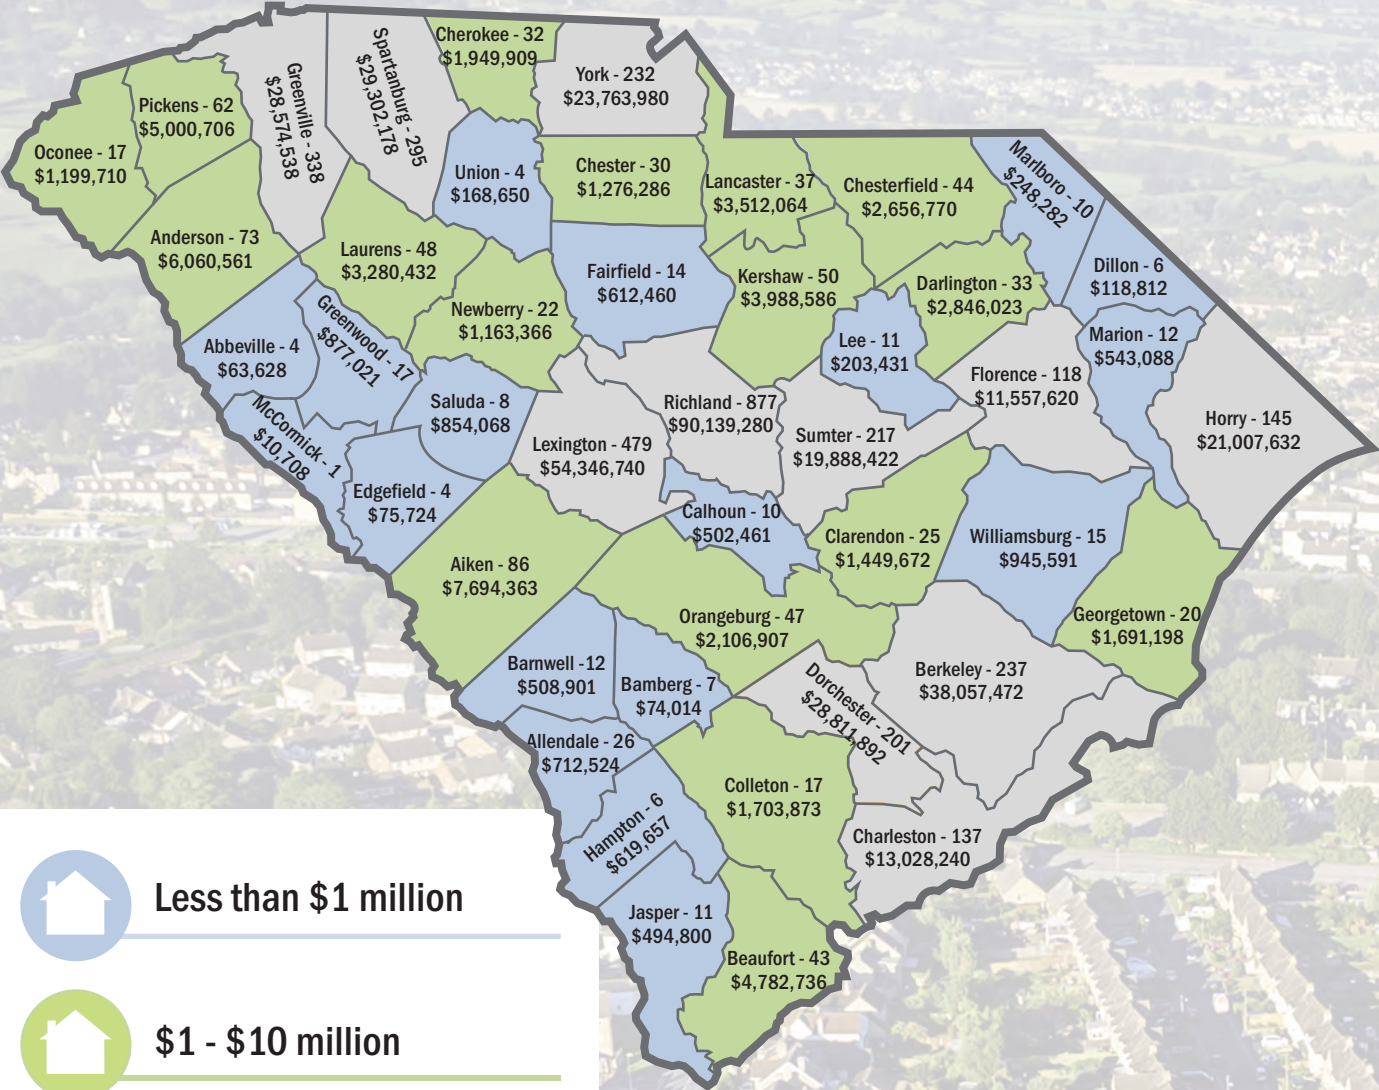 Cherokee - 32
$1,949,909
Spartanburg - 295
$29,302,178
Greenville - 338
$28,574,538
York - 232
$23,763,980
Pickens - 62
$5,000,706
Oconee - 17
$1,199,710
Union - 4
$168,650
Chester - 30
$1,276,286
Lancaster - 37
$3,512,064
Chesterfield - 44
$2,656,770
Marlboro - 10
$248,282
Anderson - 73
$6,060,561
Laurens - 48
$3,280,432
Fairfield - 14
$612,460
Kershaw - 50
$3,988,586
Darlington - 33
$2,846,023
Dillon - 6
$118,812
Newberry - 22
$1,163,366
Greenwood - 17
$877,021
Abbeville - 4
$63,628
Lee - 11
$203,431
Marion - 12
$543,088
Florence - 118
$11,557,620
Saluda - 8
$854,068
Richland - 877
$90,139,280
Horry - 145
$21,007,632
McCormick - 1
$10,708
Lexington - 479
$54,346,740
Sumter - 217
$19,888,422
Edgefield - 4
$75,724
Calhoun - 10
$502,461
Clarendon - 25
$1,449,672
Williamsburg - 15
$945,591
Aiken - 86
$7,694,363
Orangeburg - 47
$2,106,907
Georgetown - 20
$1,691,198
Barnwell -12
$508,901
Bamberg - 7
$74,014
Dorchester - 201
$28,811,892
Berkeley - 237
$38,057,472
Allendale - 26
$712,524
Colleton - 17
$1,703,873
Hampton - 6
$619,657
Charleston - 137
$13,028,240
Jasper - 11
$494,800
Beaufort - 43
$4,782,736
Less than $1 million
$1 - $10 million